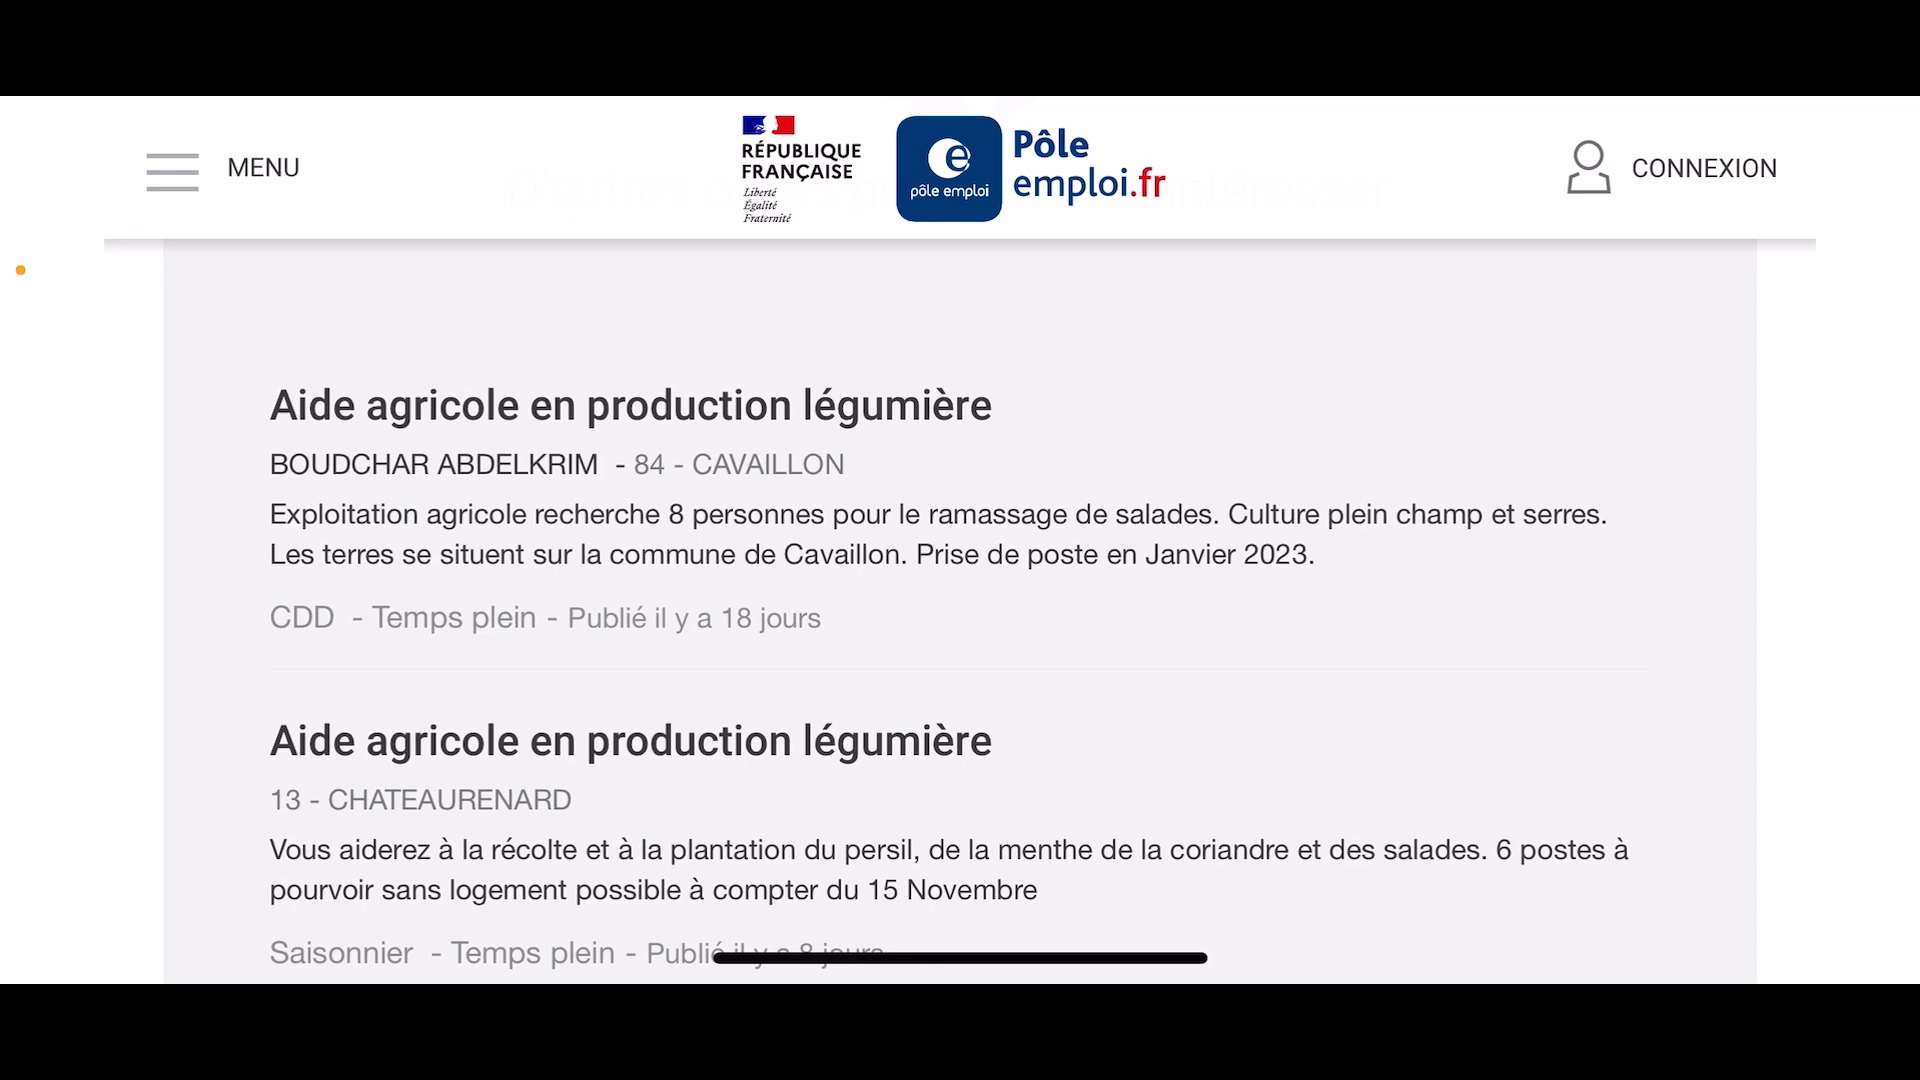 MENU
RÉPUBLIQUE
FRANÇAISE
Liberté
Égalité
Fraternité
pôle emploi
Pôle
emploi.fr
CONNEXION
Aide agricole en production légumière
BOUDCHAR ABDELKRIM - 84 - CAVAILLON
Exploitation agricole recherche 8 personnes pour le ramassage de salades. Culture plein champ et serres.
Les terres se situent sur la commune de Cavaillon. Prise de poste en Janvier 2023.
CDD - Temps plein - Publié il y a 18 jours
Aide agricole en production légumière
13 - CHATEAURENARD
Vous aiderez à la récolte et à la plantation du persil, de la menthe de la coriandre et des salades. 6 postes à
pourvoir sans logement possible à compter du 15 Novembre
Saisonnier - Temps plein - Publié il y a 8 jours